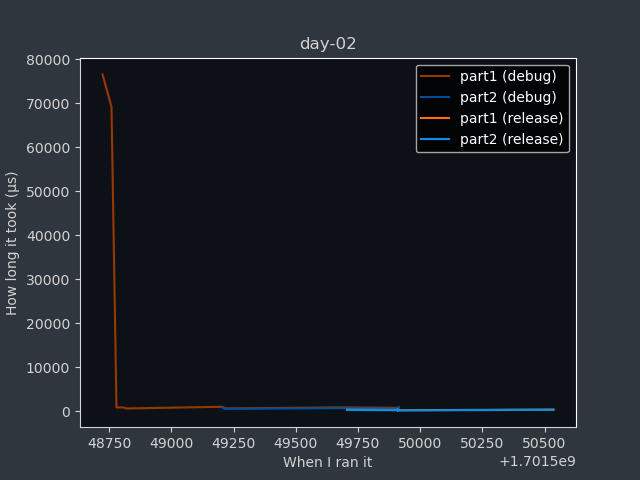 day-02
80000
70000
60000
50000
40000
30000
20000
10000
0
How long it took (µs)
part1 (debug)
part2 (debug)
part1 (release)
part2 (release)
48750 49000 49250 49500 49750 50000 50250 50500
When I ran it
+1.7015e9